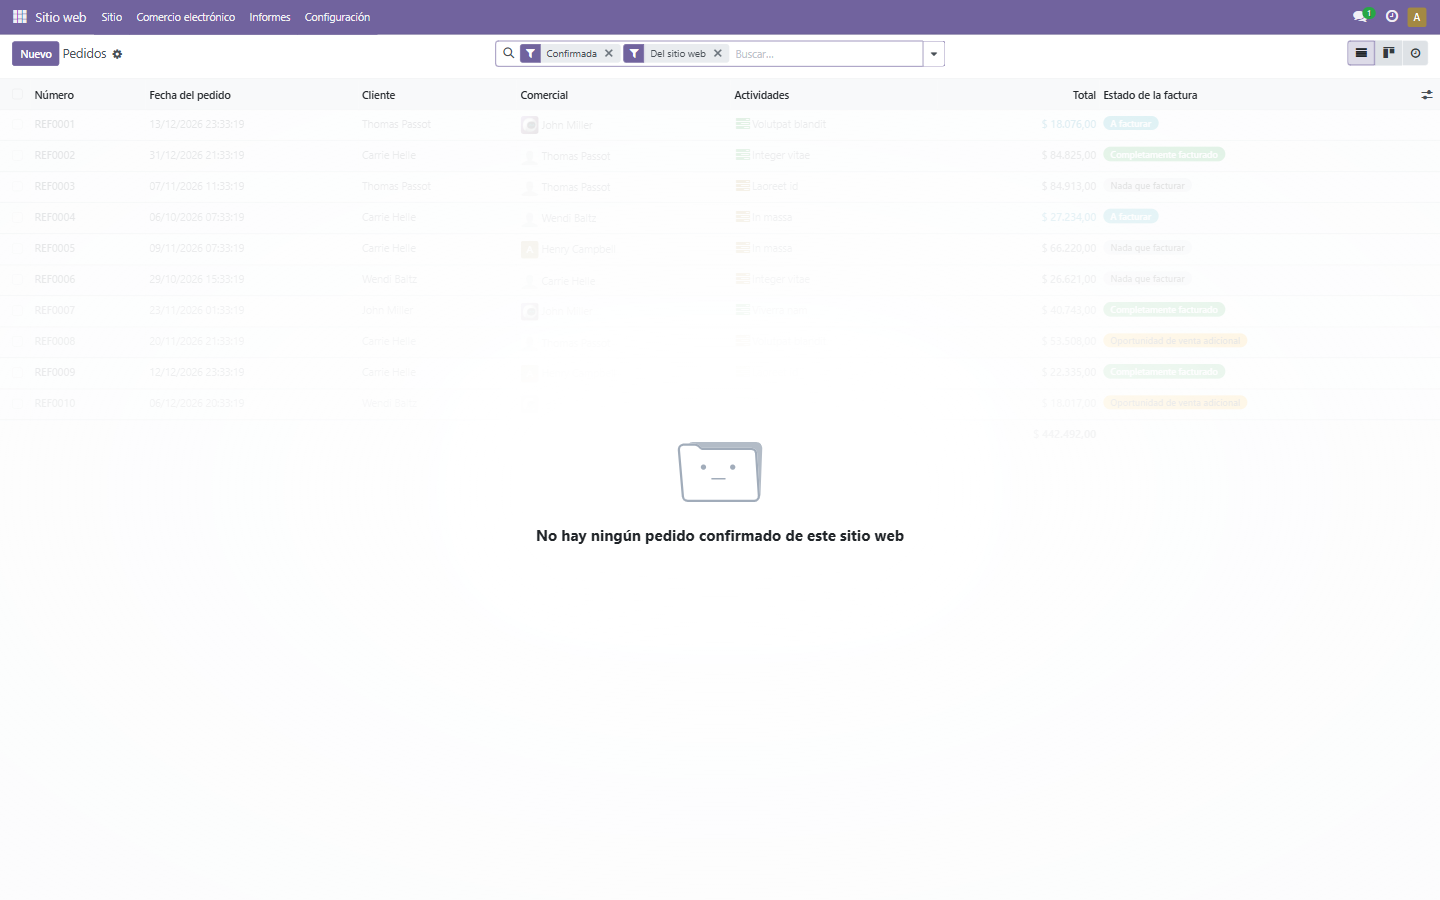 Sitio web Sitio Comercio electrónico Informes Configuración 1 A
Nuevo Pedidos Confirmada Del sitio web Buscar...
Número Fecha del pedido Cliente Comercial Actividades Total Estado de la factura
REF0001 13/12/2026 23:33:19 Thomas Passot John Miller Volutpat blandit $ 18.076,00 A facturar
REF0002 31/12/2026 21:33:19 Carrie Helle Thomas Passot Integer vitae $ 84.825,00 Completamente facturado
REF0003 07/11/2026 11:33:19 Thomas Passot Thomas Passot Laoreet id $ 84.913,00 Nada que facturar
REF0004 06/10/2026 07:33:19 Carrie Helle Wendi Baltz In massa $ 27.234,00 A facturar
REF0005 09/11/2026 07:33:19 Carrie Helle Henry Campbell In massa $ 66.220,00 Nada que facturar
REF0006 29/10/2026 15:33:19 Wendi Baltz Carrie Helle Integer vitae $ 26.621,00 Nada que facturar
REF0007 23/11/2026 01:33:19 John Miller Completamente facturado
REF0008 20/11/2026 21:33:19 Carrie Helle Oportunidad de venta adicional
REF0009 12/12/2026 23:33:19 Carrie Helle $ 22.335,00 Completamente facturado
REF0010 06/12/2026 20:33:19 Wendi Baltz Oportunidad de venta adicional
$ 442.492,00
No hay ningún pedido confirmado de este sitio web